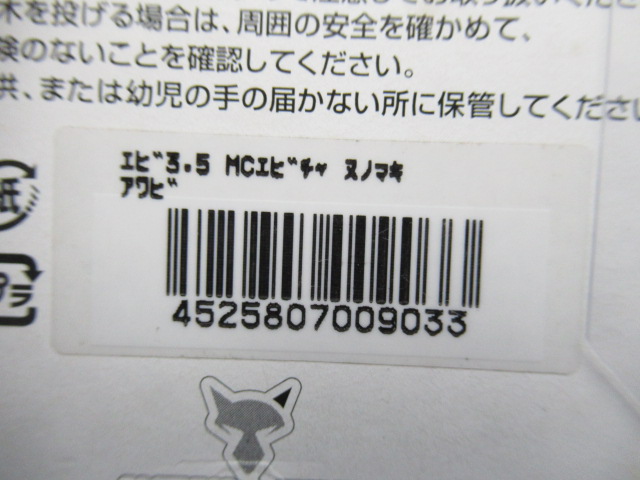 木を投げる場合は、周囲の安全を確かめて、
険のないことを確認してください。
供、または幼児の手の届かない所に保管してください
エビ3.5 MCエビチャ ヌノマキ
アワビ
紙
プラ
4525807009033